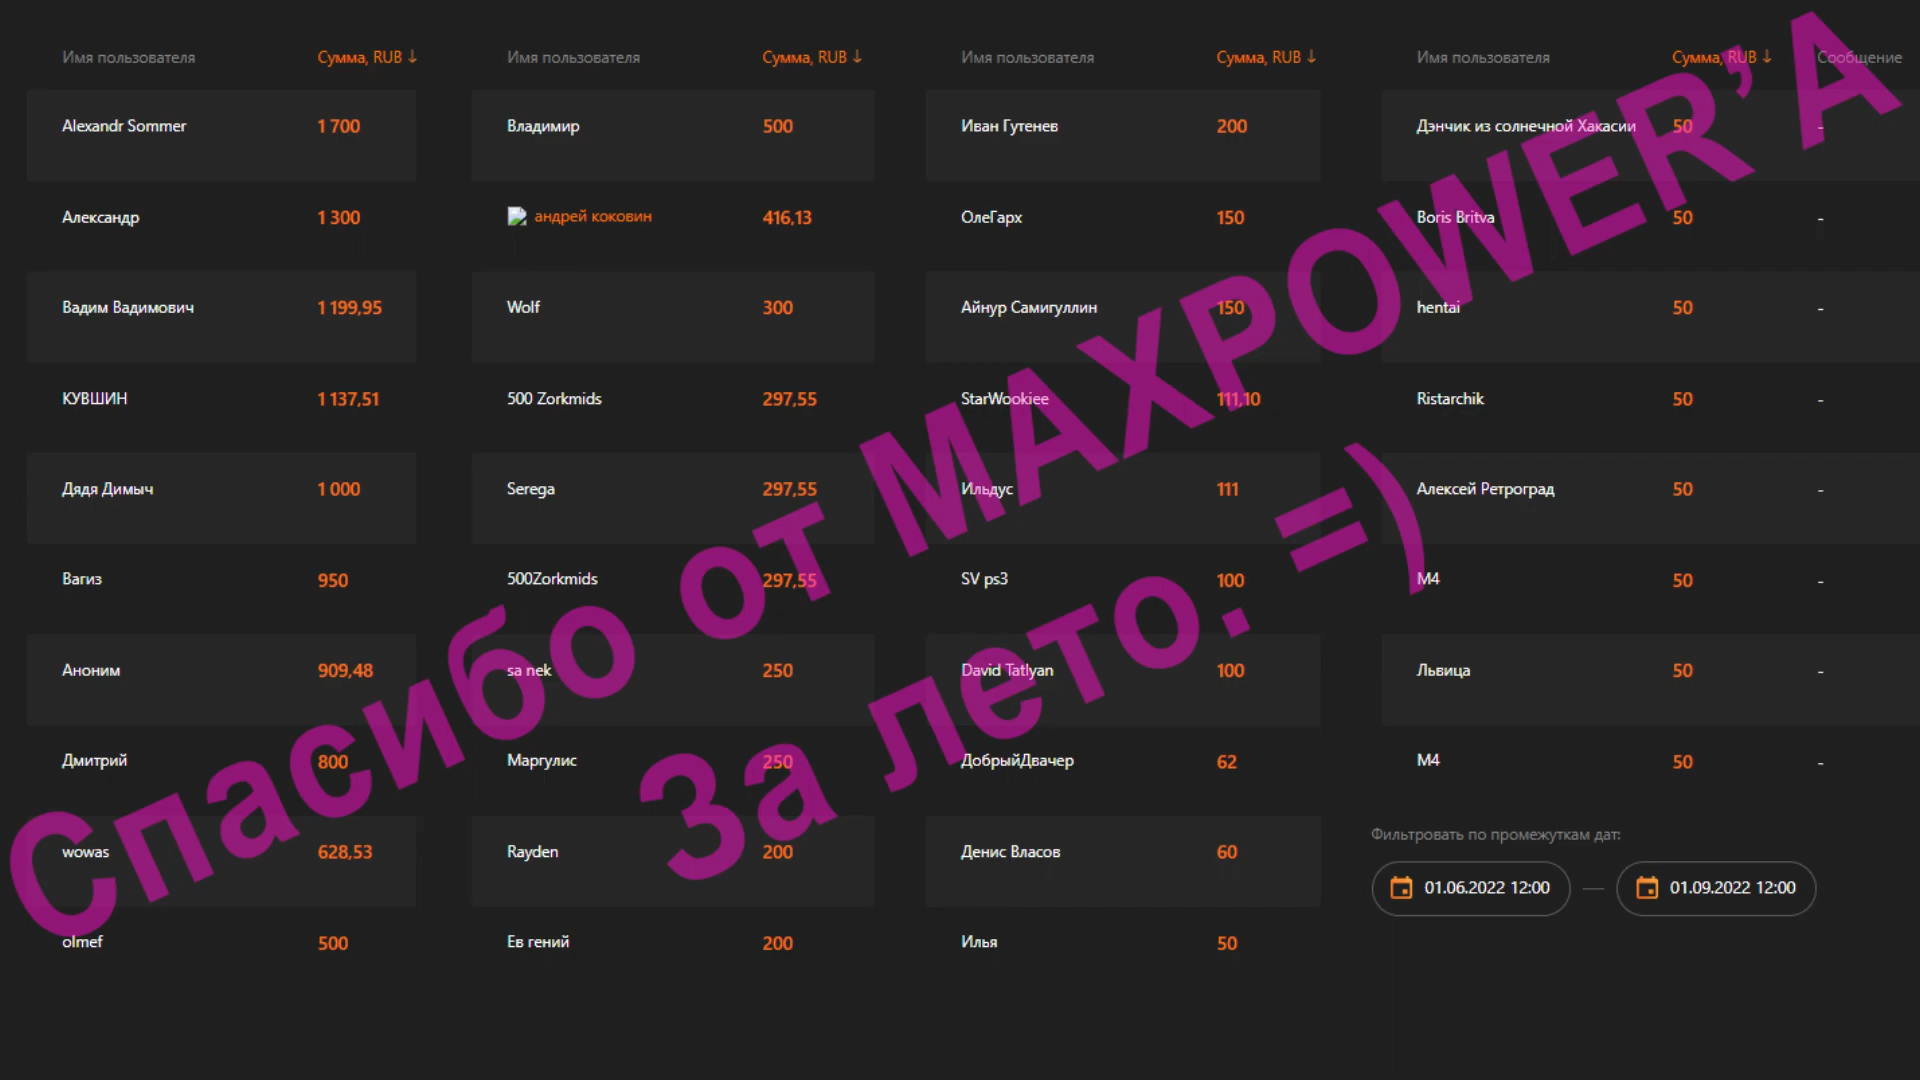 Имя пользователя Сумма, RUB ↓
Alexandr Sommer 1 700
Александр 1 300
Вадим Вадимович 1 199,95
КУВШИН 1 137,51
Дядя Димыч 1 000
Вагиз 950
Аноним 909,48
Дмитрий 800
wowas 628,53
olmef 500
Имя пользователя Сумма, RUB ↓
Владимир 500
андрей коковин 416,13
Wolf 300
500 Zorkmids 297,55
Serega 297,55
500Zorkmids 297,55
sa nek 250
Маргулис 250
Rayden 200
Ев гений 200
Имя пользователя Сумма, RUB ↓
Иван Гутенев 200
ОлеГарх 150
Айнур Самигуллин 150
StarWookiee 111,10
Ильдус 111
SV ps3 100
David Tatlyan 100
ДобрыйДвачер 62
Денис Власов 60
Илья 50
Имя пользователя Сумма, RUB ↓ Сообщение
Дэнчик из солнечной Хакасии 50 -
Boris Britva 50 -
hentai 50 -
Ristarchik 50 -
Алексей Ретроград 50 -
M4 50 -
Львица 50 -
M4 50 -
Фильтровать по промежуткам дат:
01.06.2022 12:00 — 01.09.2022 12:00
Спасибо от MAXPOWER’А
За лето. =)